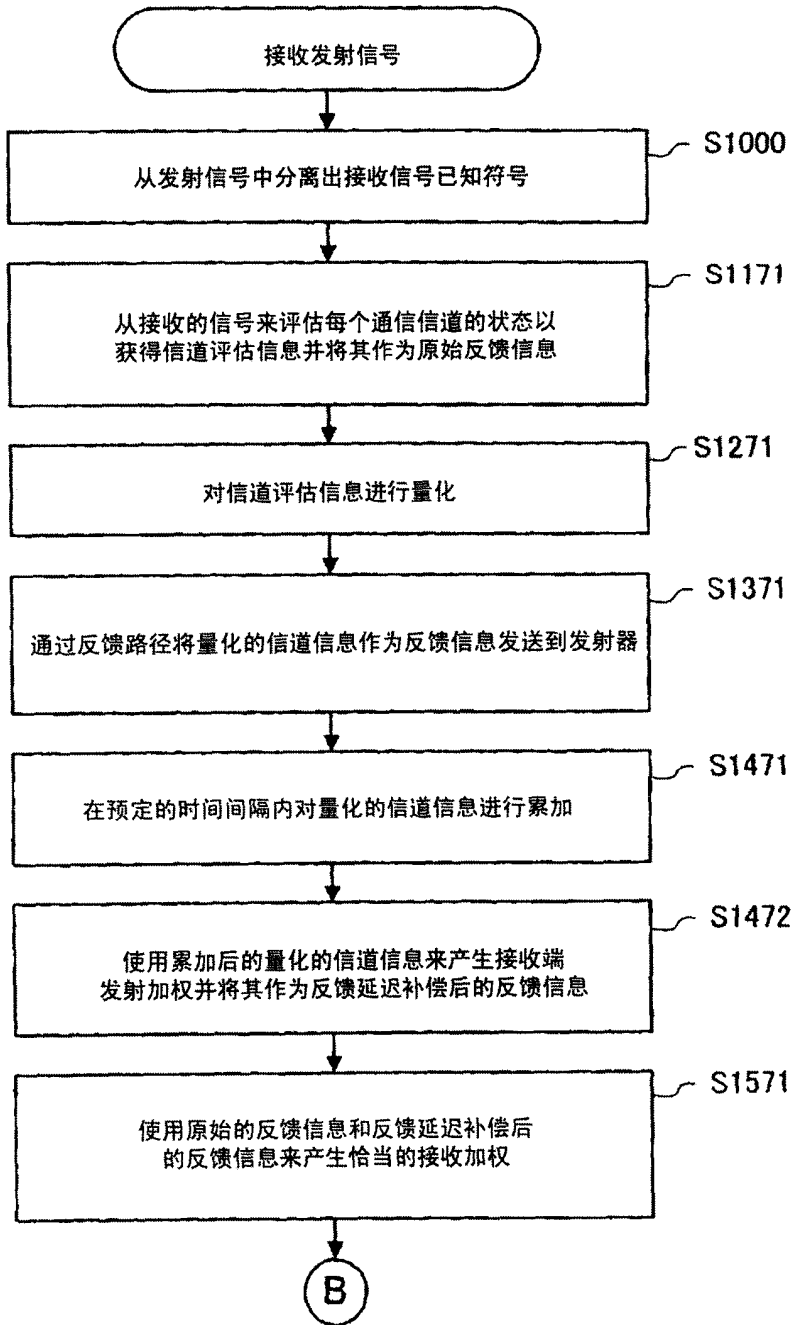 接收发射信号
S1000
从发射信号中分离出接收信号已知符号
S1171
从接收的信号来评估每个通信信道的状态以
获得信道评估信息并将其作为原始反馈信息
S1271
对信道评估信息进行量化
S1371
通过反馈路径将量化的信道信息作为反馈信息发送到发射器
S1471
在预定的时间间隔内对量化的信道信息进行累加
S1472
使用累加后的量化的信道信息来产生接收端
发射加权并将其作为反馈延迟补偿后的反馈信息
S1571
使用原始的反馈信息和反馈延迟补偿后
的反馈信息来产生恰当的接收加权
B